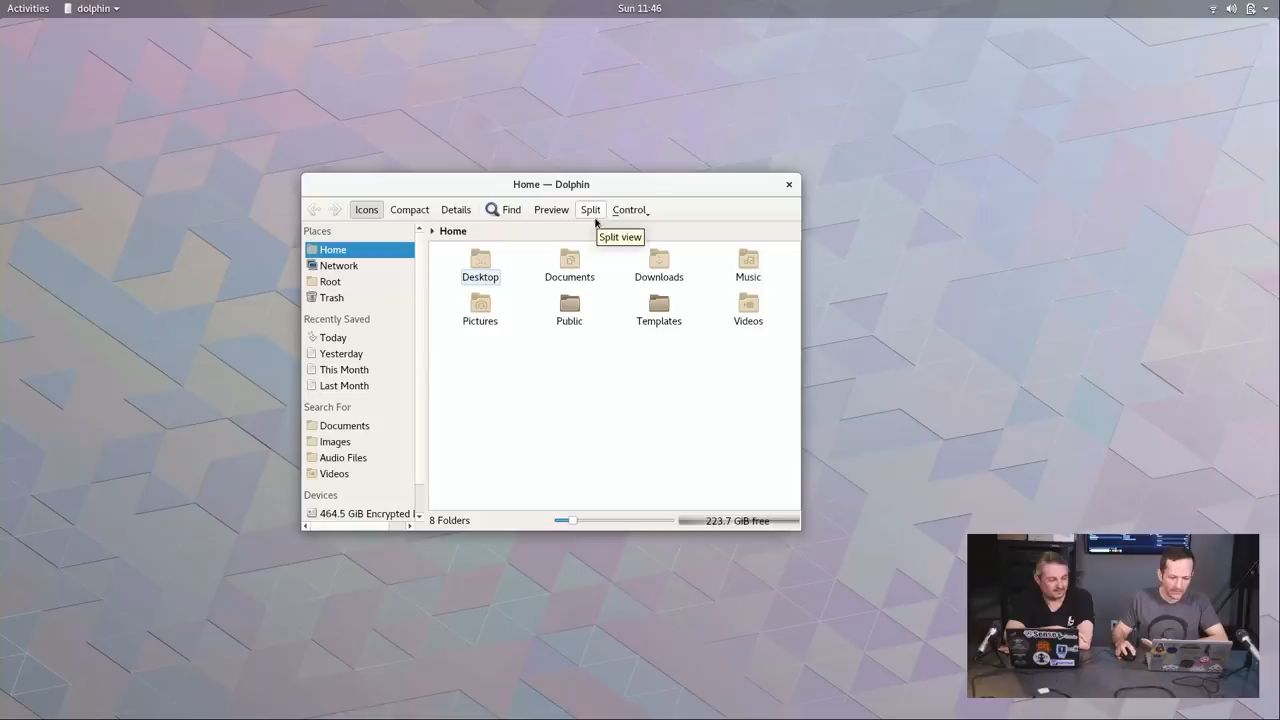 Activities dolphin Sun 11:46
Home — Dolphin ×
Icons Compact Details Find Preview Split Control
Split view
Places
Home
Network
Root
Trash
Recently Saved
Today
Yesterday
This Month
Last Month
Search For
Documents
Images
Audio Files
Videos
Devices
464.5 GiB Encrypted
Home
Desktop Documents Downloads Music
Pictures Public Templates Videos
8 Folders 223.7 GiB free